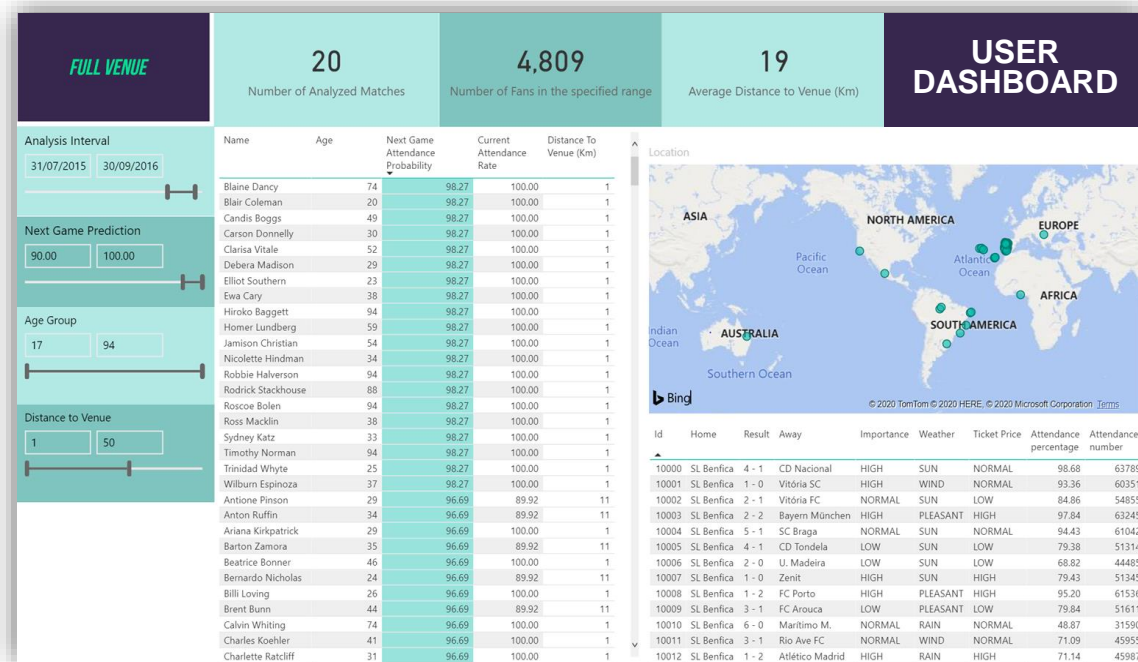 FULL VENUE
20
Number of Analyzed Matches
4,809
Number of Fans in the specified range
19
Average Distance to Venue (Km)
USER
DASHBOARD
Analysis Interval
31/07/2015 30/09/2016
Next Game Prediction
90.00 100.00
Age Group
17 94
Distance to Venue
1 50
Name Age Next Game Attendance Probability Current Attendance Rate Distance To Venue (Km)
Blaine Dancy 74 98.27 100.00 1
Blair Coleman 20 98.27 100.00 1
Candis Boggs 49 98.27 100.00 1
Carson Donnelly 30 98.27 100.00 1
Clarisa Vitale 52 98.27 100.00 1
Debera Madison 29 98.27 100.00 1
Elliot Southern 23 98.27 100.00 1
Ewa Cary 38 98.27 100.00 1
Hiroko Baggett 94 98.27 100.00 1
Homer Lundberg 59 98.27 100.00 1
Jamison Christian 54 98.27 100.00 1
Nicolette Hindman 34 98.27 100.00 1
Robbie Halverson 94 98.27 100.00 1
Rodrick Stackhouse 88 98.27 100.00 1
Roscoe Bolen 94 98.27 100.00 1
Ross Macklin 38 98.27 100.00 1
Sydney Katz 33 98.27 100.00 1
Timothy Norman 94 98.27 100.00 1
Trinidad Whyte 25 98.27 100.00 1
Wilburn Espinoza 37 98.27 100.00 1
Antione Pinson 29 96.69 89.92 11
Anton Ruffin 34 96.69 89.92 11
Ariana Kirkpatrick 29 96.69 100.00 1
Barton Zamora 35 96.69 89.92 11
Beatrice Bonner 46 96.69 100.00 1
Bernardo Nicholas 24 96.69 89.92 11
Billi Loving 26 96.69 100.00 1
Brent Bunn 44 96.69 89.92 11
Calvin Whiting 74 96.69 100.00 1
Charles Koehler 41 96.69 100.00 1
Charlette Ratcliff 31 96.69 100.00 1
Location
ASIA
NORTH AMERICA
EUROPE
Pacific
Ocean
Atlantic
Ocean
AFRICA
SOUTH AMERICA
Indian
Ocean
AUSTRALIA
Southern Ocean
Bing
© 2020 TomTom © 2020 HERE, © 2020 Microsoft Corporation Terms
Id Home Result Away Importance Weather Ticket Price Attendance percentage Attendance number
10000 SL Benfica 4 - 1 CD Nacional HIGH SUN NORMAL 98.68 63789
10001 SL Benfica 1 - 0 Vitória SC HIGH WIND NORMAL 93.36 60351
10002 SL Benfica 2 - 1 Vitória FC NORMAL SUN LOW 84.86 54855
10003 SL Benfica 2 - 2 Bayern München HIGH PLEASANT HIGH 97.84 63245
10004 SL Benfica 5 - 1 SC Braga NORMAL SUN NORMAL 94.43 61042
10005 SL Benfica 4 - 1 CD Tondela LOW SUN LOW 79.38 51314
10006 SL Benfica 2 - 0 U. Madeira LOW SUN LOW 68.82 44485
10007 SL Benfica 1 - 0 Zenit HIGH SUN HIGH 79.43 51345
10008 SL Benfica 1 - 2 FC Porto HIGH PLEASANT HIGH 95.20 61536
10009 SL Benfica 3 - 1 FC Arouca LOW PLEASANT LOW 79.84 51611
10010 SL Benfica 6 - 0 Marítimo M. NORMAL RAIN NORMAL 48.87 31590
10011 SL Benfica 3 - 1 Rio Ave FC NORMAL WIND NORMAL 71.09 45955
10012 SL Benfica 1 - 2 Atlético Madrid HIGH RAIN HIGH 71.14 45987